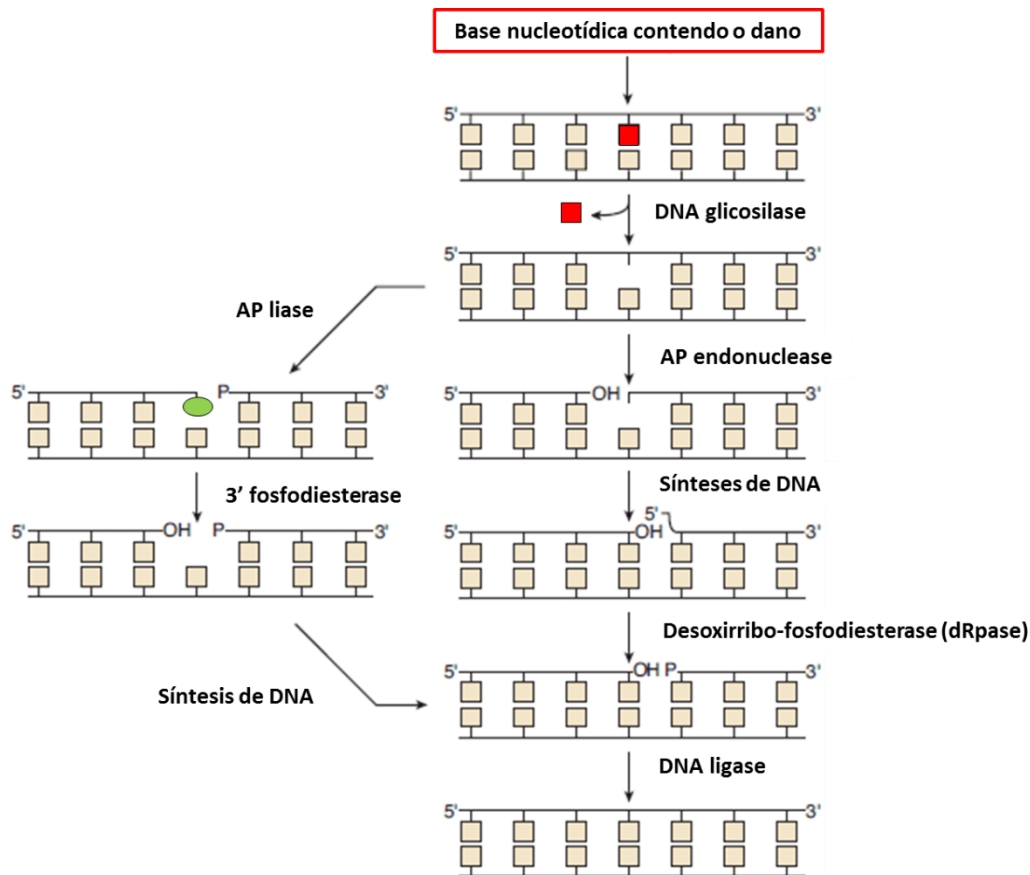 Base nucleotídica contendo o dano
5' 3'
DNA glicosilase
5' 3'
AP liase
AP endonuclease
5' P 3'
5' OH 3'
3' fosfodiesterase
Sínteses de DNA
5' OH P 3'
5' 5' OH 3'
Desoxirribo-fosfodiesterase (dRpase)
Síntesis de DNA
5' OH P 3'
DNA ligase
5' 3'